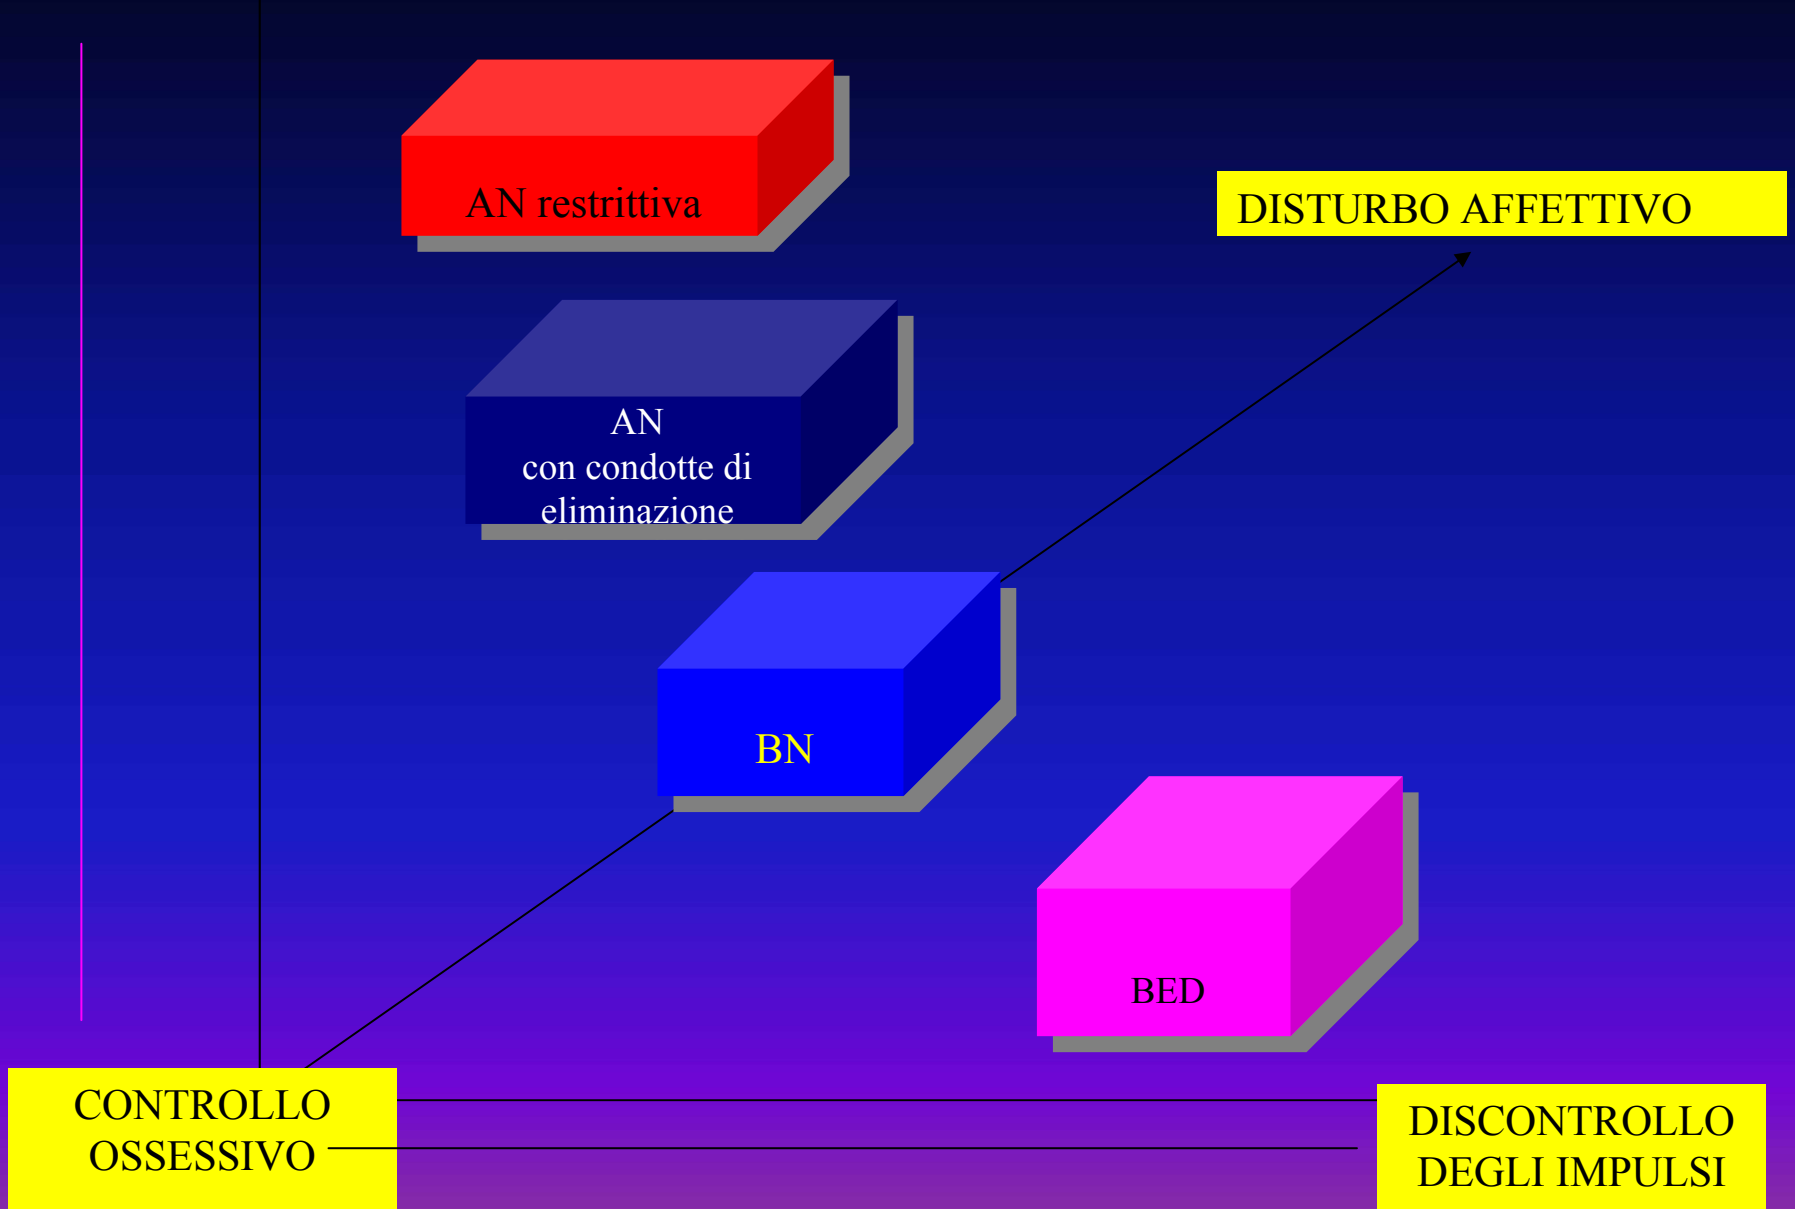 AN restrittiva
DISTURBO AFFETTIVO
AN
con condotte di
eliminazione
BN
BED
CONTROLLO
OSSESSIVO
DISCONTROLLO
DEGLI IMPULSI